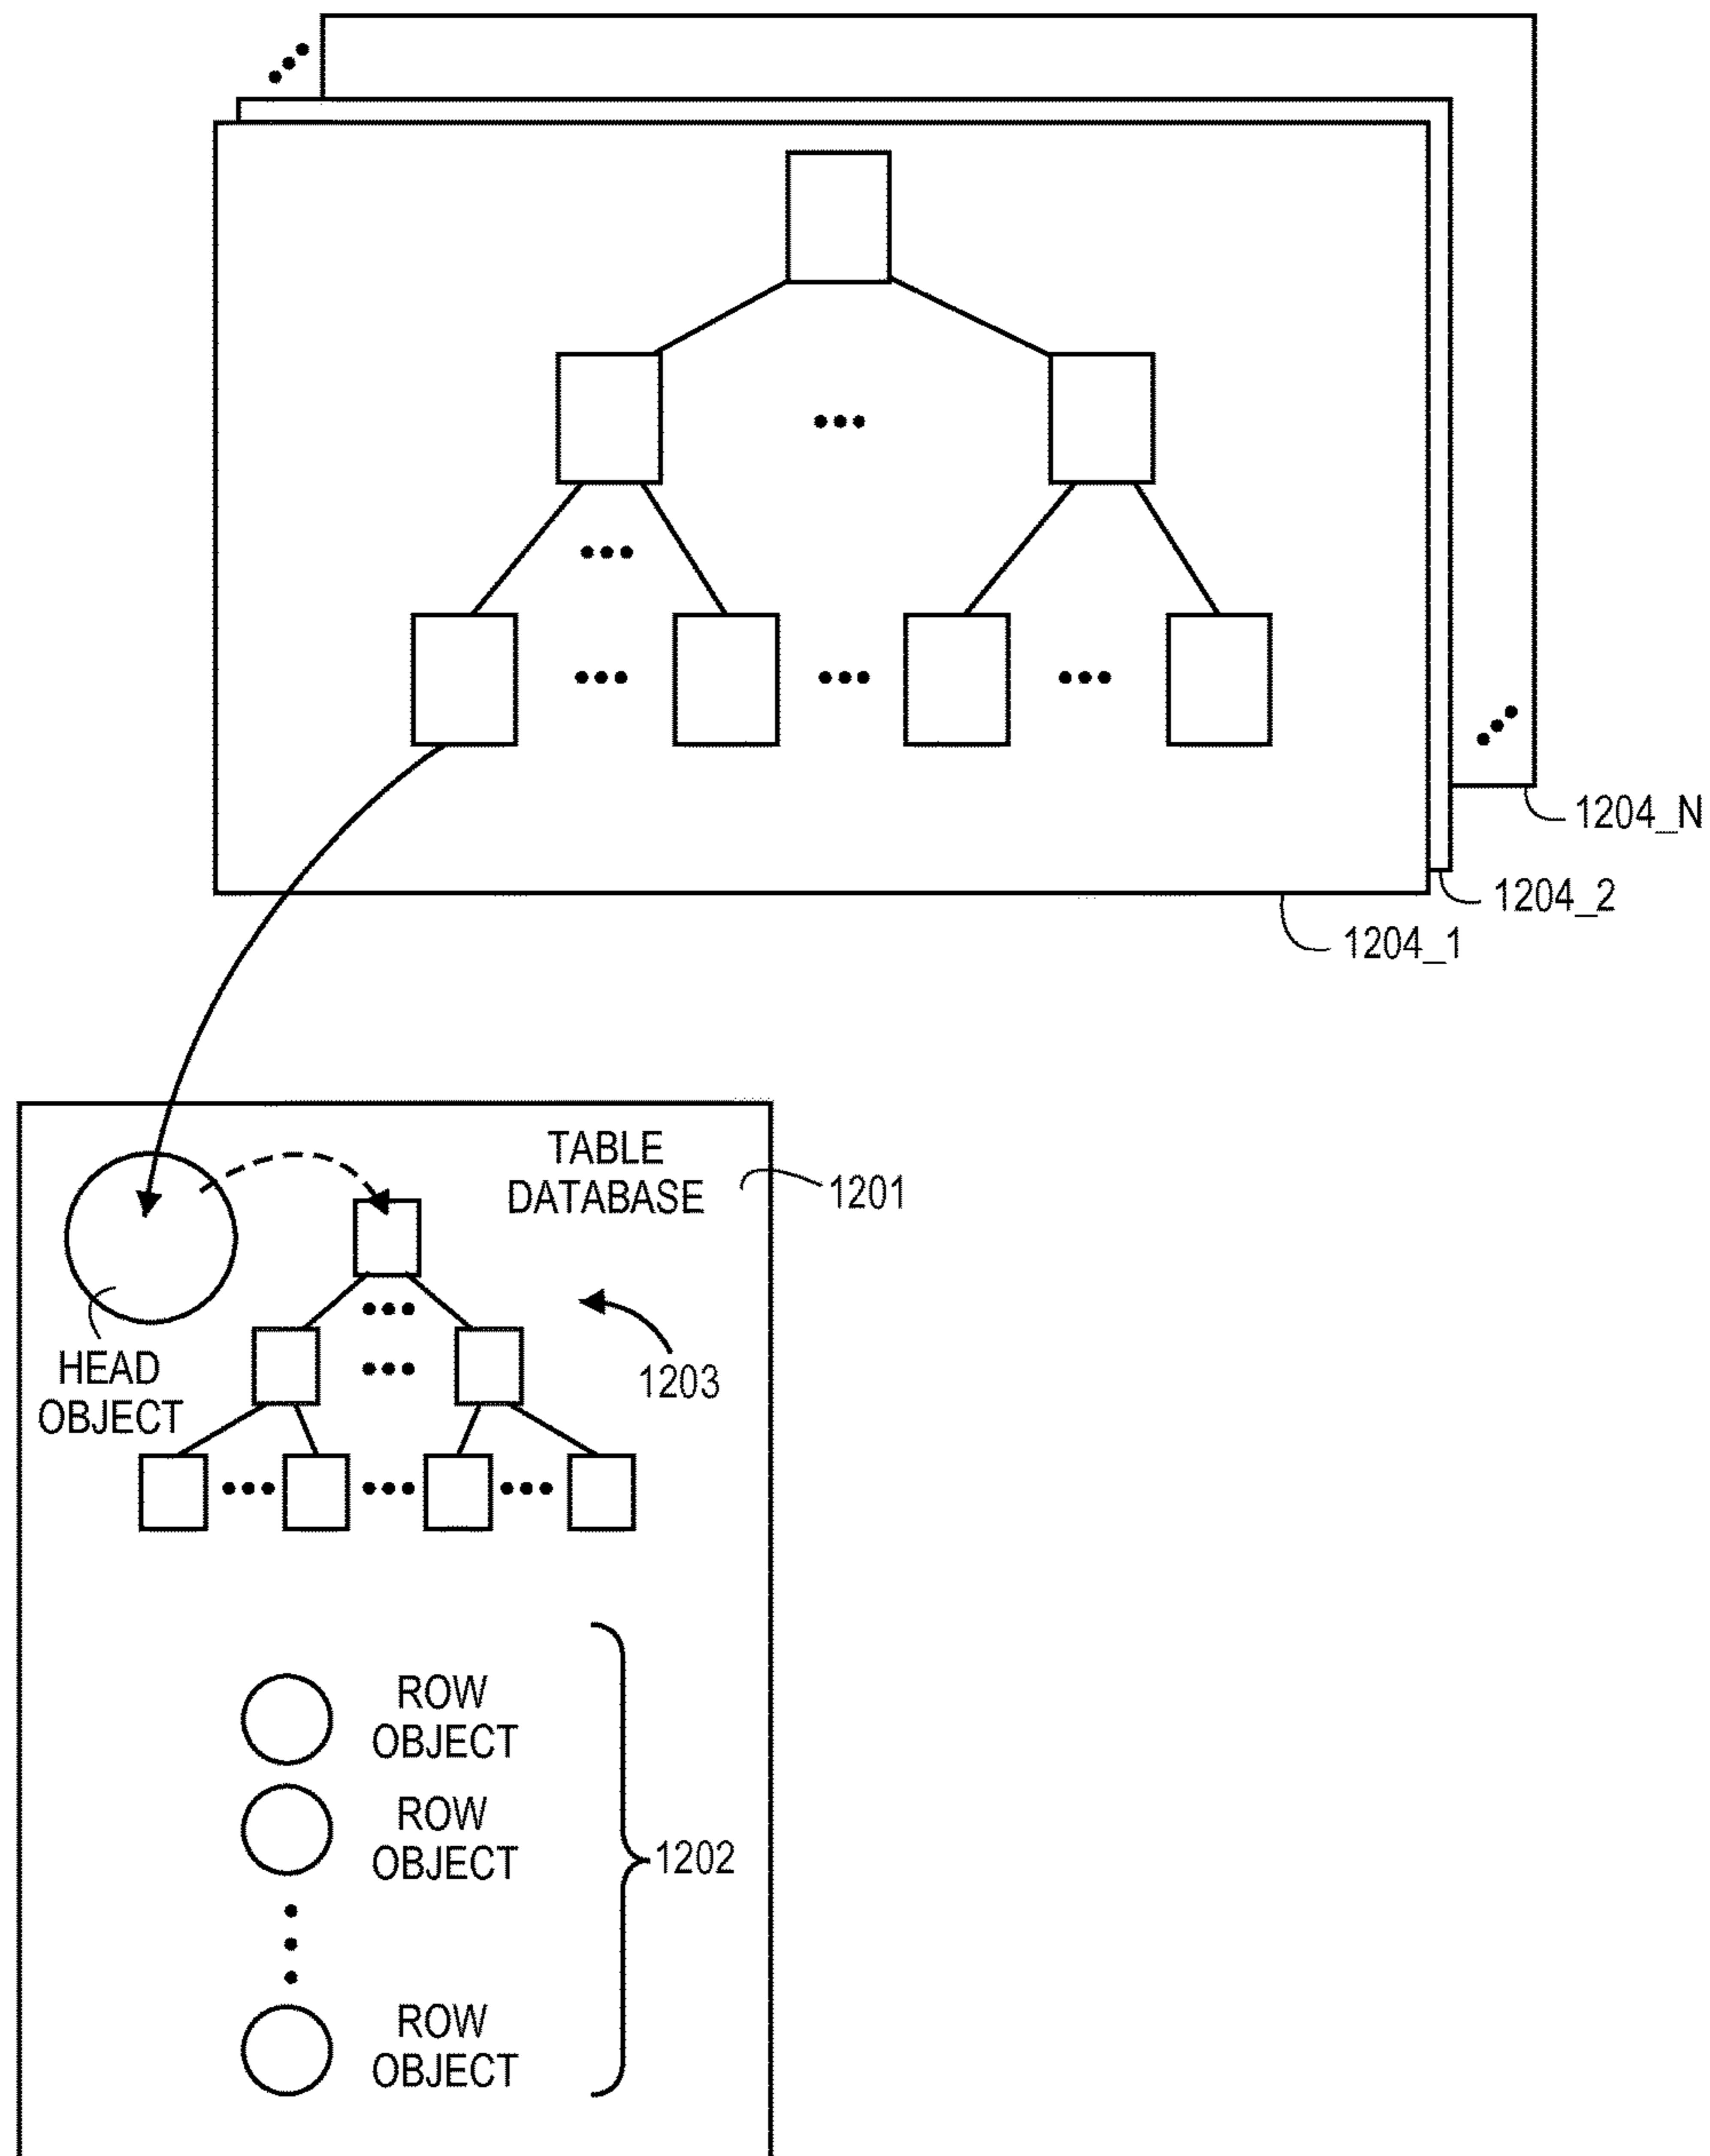 1204_N
1204_2
1204_1
TABLE
DATABASE
1201
HEAD
OBJECT
1203
ROW
OBJECT
ROW
OBJECT
1202
ROW
OBJECT